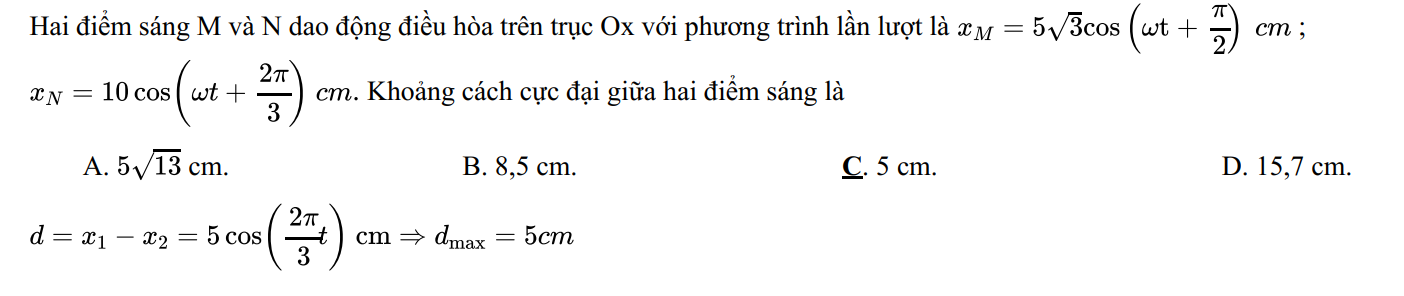 Hai điểm sáng M và N dao động điều hòa trên trục Ox với phương trình lần lượt là $x_M = 5\sqrt{3}\cos\left(\omega t + \frac{\pi}{2}\right)$ cm ;
$x_N = 10\cos\left(\omega t + \frac{2\pi}{3}\right)$ cm. Khoảng cách cực đại giữa hai điểm sáng là
A. $5\sqrt{13}$ cm. B. 8,5 cm. C. 5 cm. D. 15,7 cm.
$d = x_1 - x_2 = 5\cos\left(\frac{2\pi}{3}t\right)$ cm $\Rightarrow d_{\max} = 5cm$